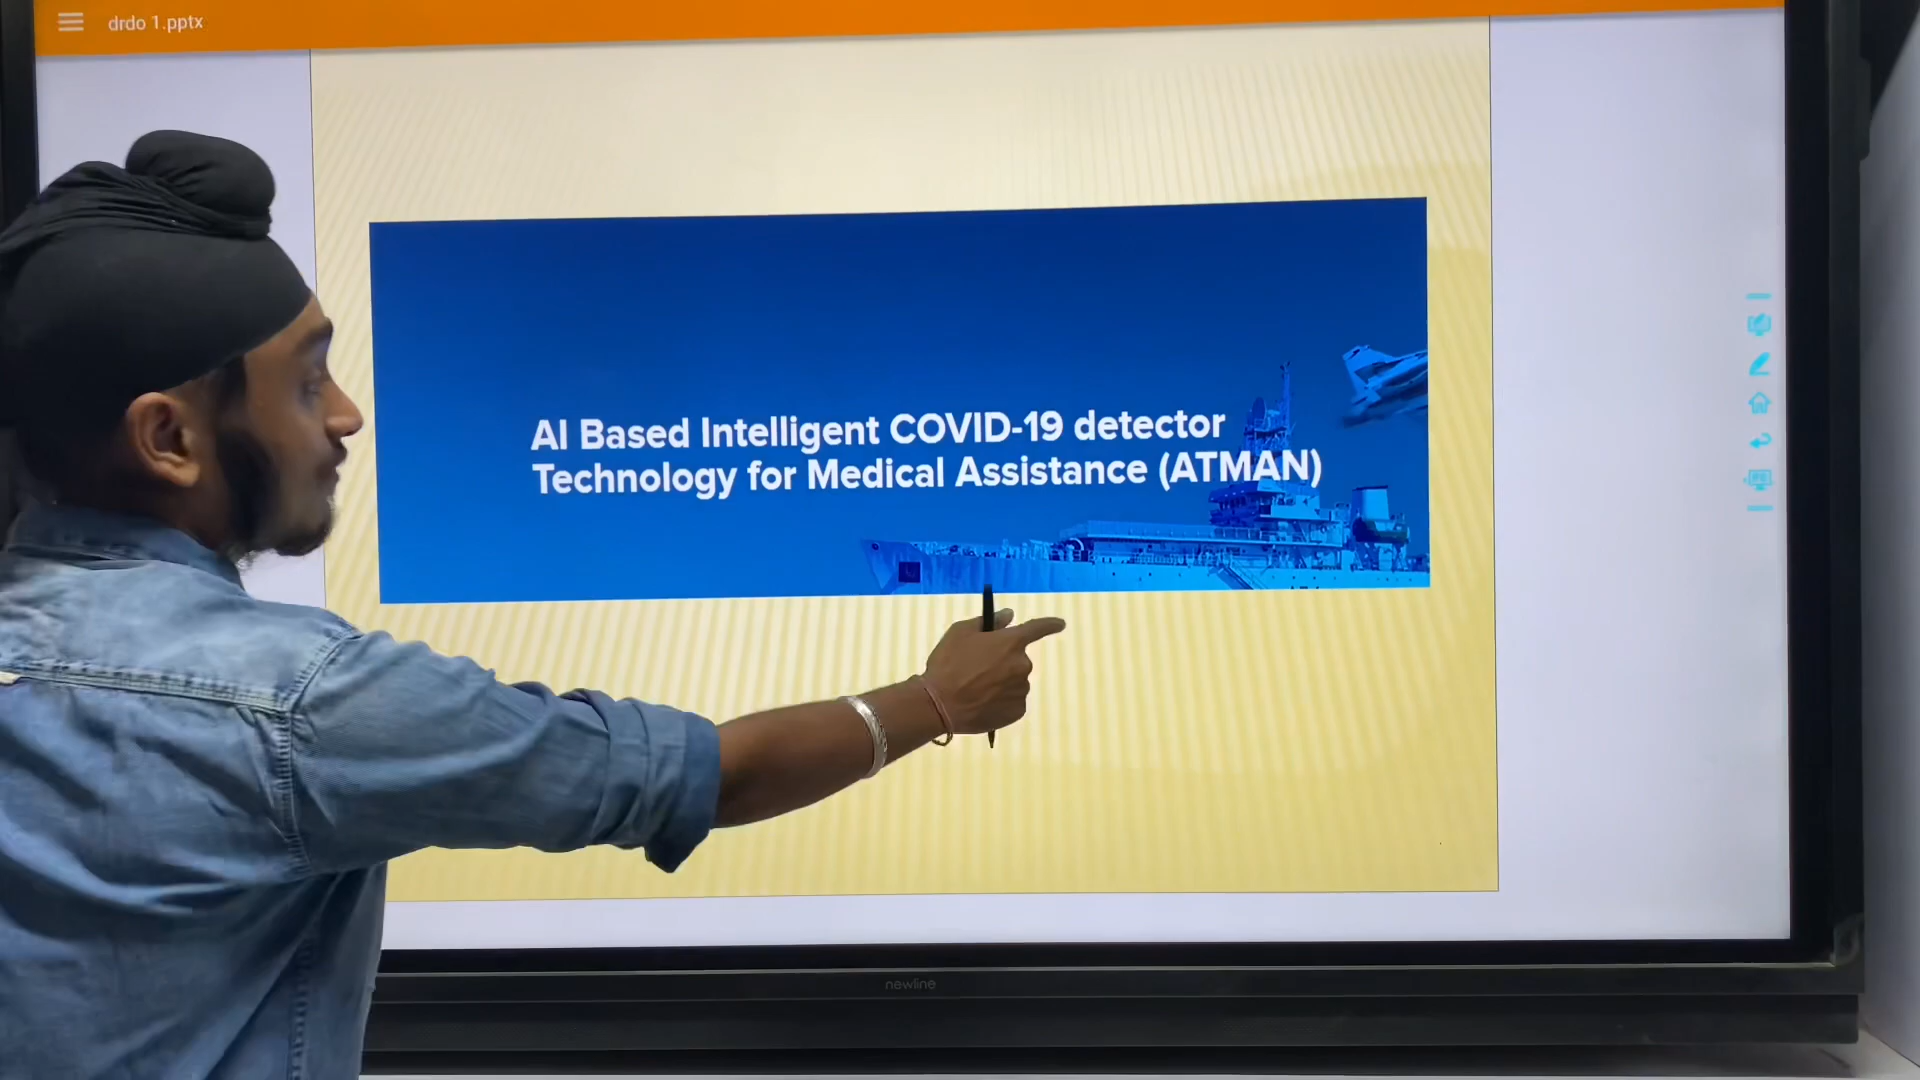 drdo 1.pptx
AI Based Intelligent COVID-19 detector
Technology for Medical Assistance (ATMAN)
newline